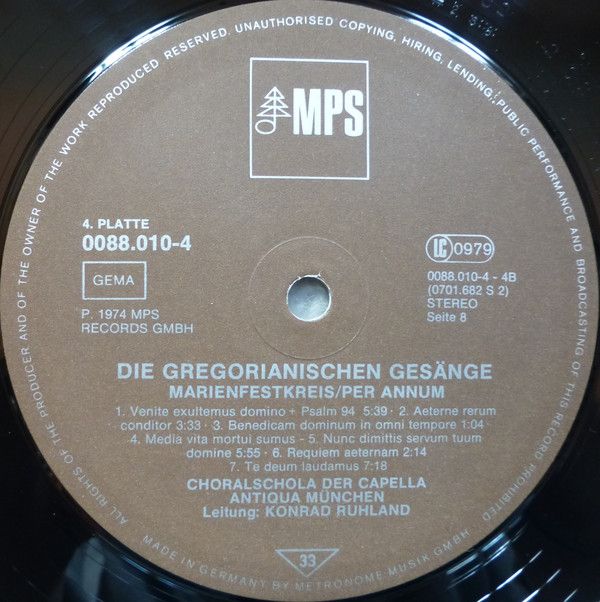 ALL RIGHTS OF THE PRODUCER AND OF THE OWNER OF THE WORK REPRODUCED RESERVED. UNAUTHORISED COPYING, HIRING, LENDING, PUBLIC PERFORMANCE AND BROADCASTING OF THIS RECORD PROHIBITED
MPS
4. PLATTE
0088.010-4
GEMA
P. 1974 MPS
RECORDS GMBH
LC 0979
0088.010-4 - 4B
(0701.682 S 2)
STEREO
Seite 8
DIE GREGORIANISCHEN GESÄNGE
MARIENFESTKREIS/PER ANNUM
1. Venite exultemus domino + Psalm 94 5:39 · 2. Aeterne rerum
conditor 3:33 · 3. Benedicam dominum in omni tempore 1:04
4. Media vita mortui sumus - 5. Nunc dimittis servum tuum
domine 5:55 · 6. Requiem aeternam 2:14
7. Te deum laudamus 7:18
CHORALSCHOLA DER CAPELLA
ANTIQUA MÜNCHEN
Leitung: KONRAD RUHLAND
33
MADE IN GERMANY BY METRONOME MUSIK GMBH